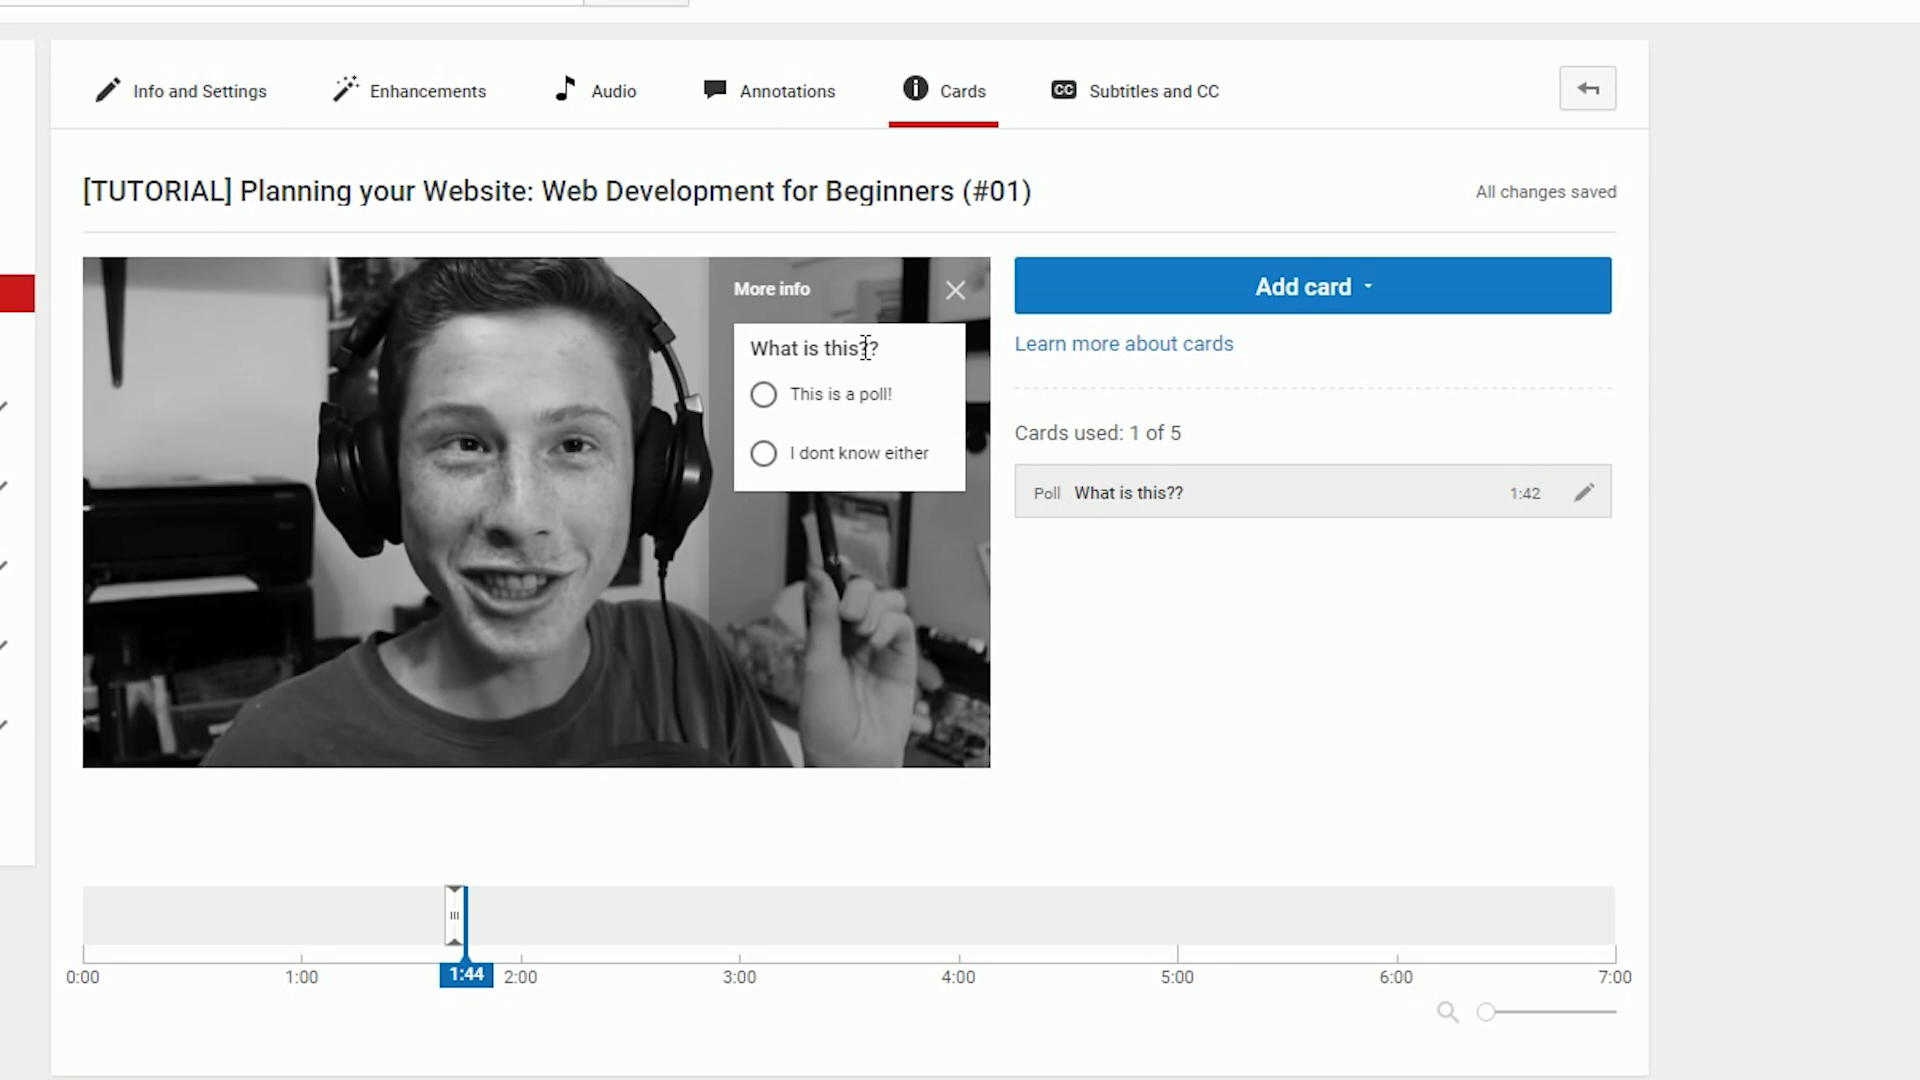 Info and Settings
Enhancements
Audio
Annotations
Cards
CC Subtitles and CC
[TUTORIAL] Planning your Website: Web Development for Beginners (#01)
All changes saved
More info
What is this??
This is a poll!
I dont know either
Add card
Learn more about cards
Cards used: 1 of 5
Poll What is this?? 1:42
1:44
0:00 1:00 2:00 3:00 4:00 5:00 6:00 7:00